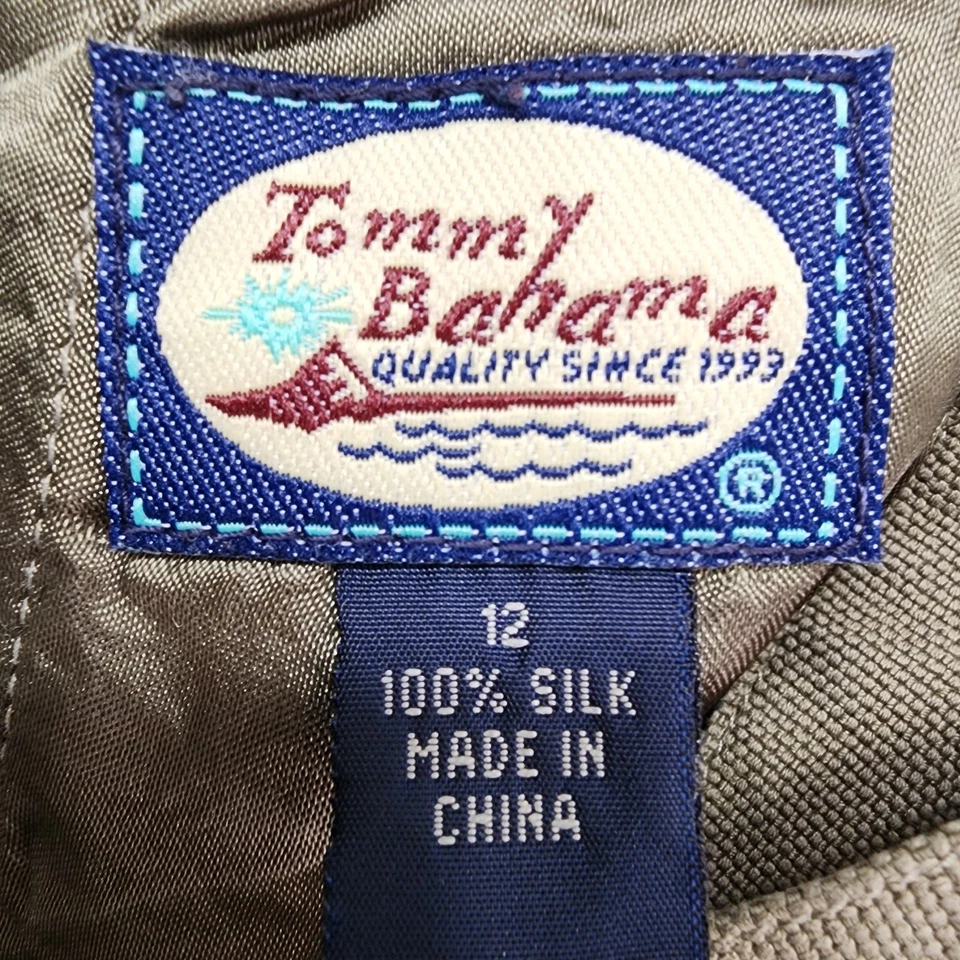 Tommy
Bahama
QUALITY SINCE 1993
®
12
100% SILK
MADE IN
CHINA